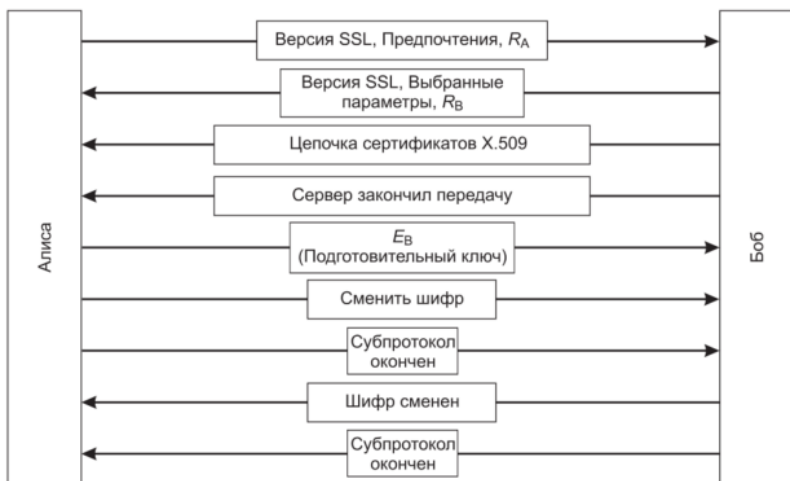 Версия SSL, Предпочтения, RA
Версия SSL, Выбранные
параметры, RB
Цепочка сертификатов X.509
Сервер закончил передачу
EB
(Подготовительный ключ)
Сменить шифр
Субпротокол
окончен
Шифр сменен
Субпротокол
окончен
Алиса
Боб